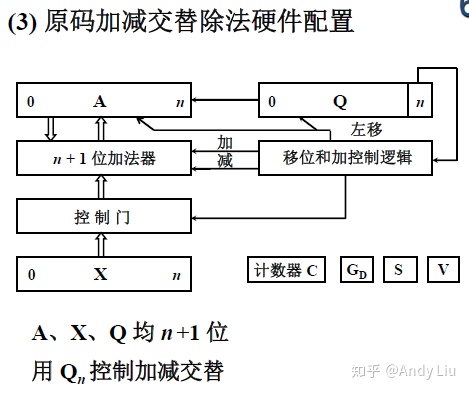 (3) 原码加减交替除法硬件配置
0 A n
0 Q n
左移
加
减
n + 1 位加法器
移位和加控制逻辑
控 制 门
0 X n
计数器 C
G_D
S
V
A、X、Q 均 n +1 位
用 Qₙ 控制加减交替
知乎 @Andy Liu